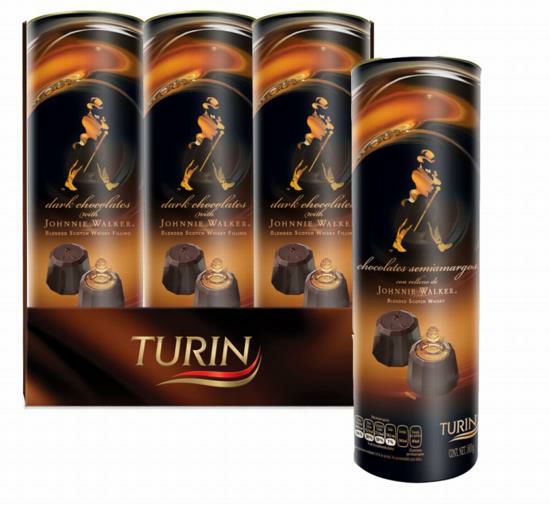 dark chocolates
with
JOHNNIE WALKER.
BLENDED SCOTCH WHISKY FILLING
dark chocolates
with
JOHNNIE WALKER.
BLENDED SCOTCH WHISKY FILLING
dark chocolates
with
JOHNNIE WALKER.
BLENDED SCOTCH WHISKY FILLING
TURIN
chocolates semiamargos
con relleno de
JOHNNIE WALKER.
BLENDED SCOTCH WHISKY
TURIN
CONT. NET.